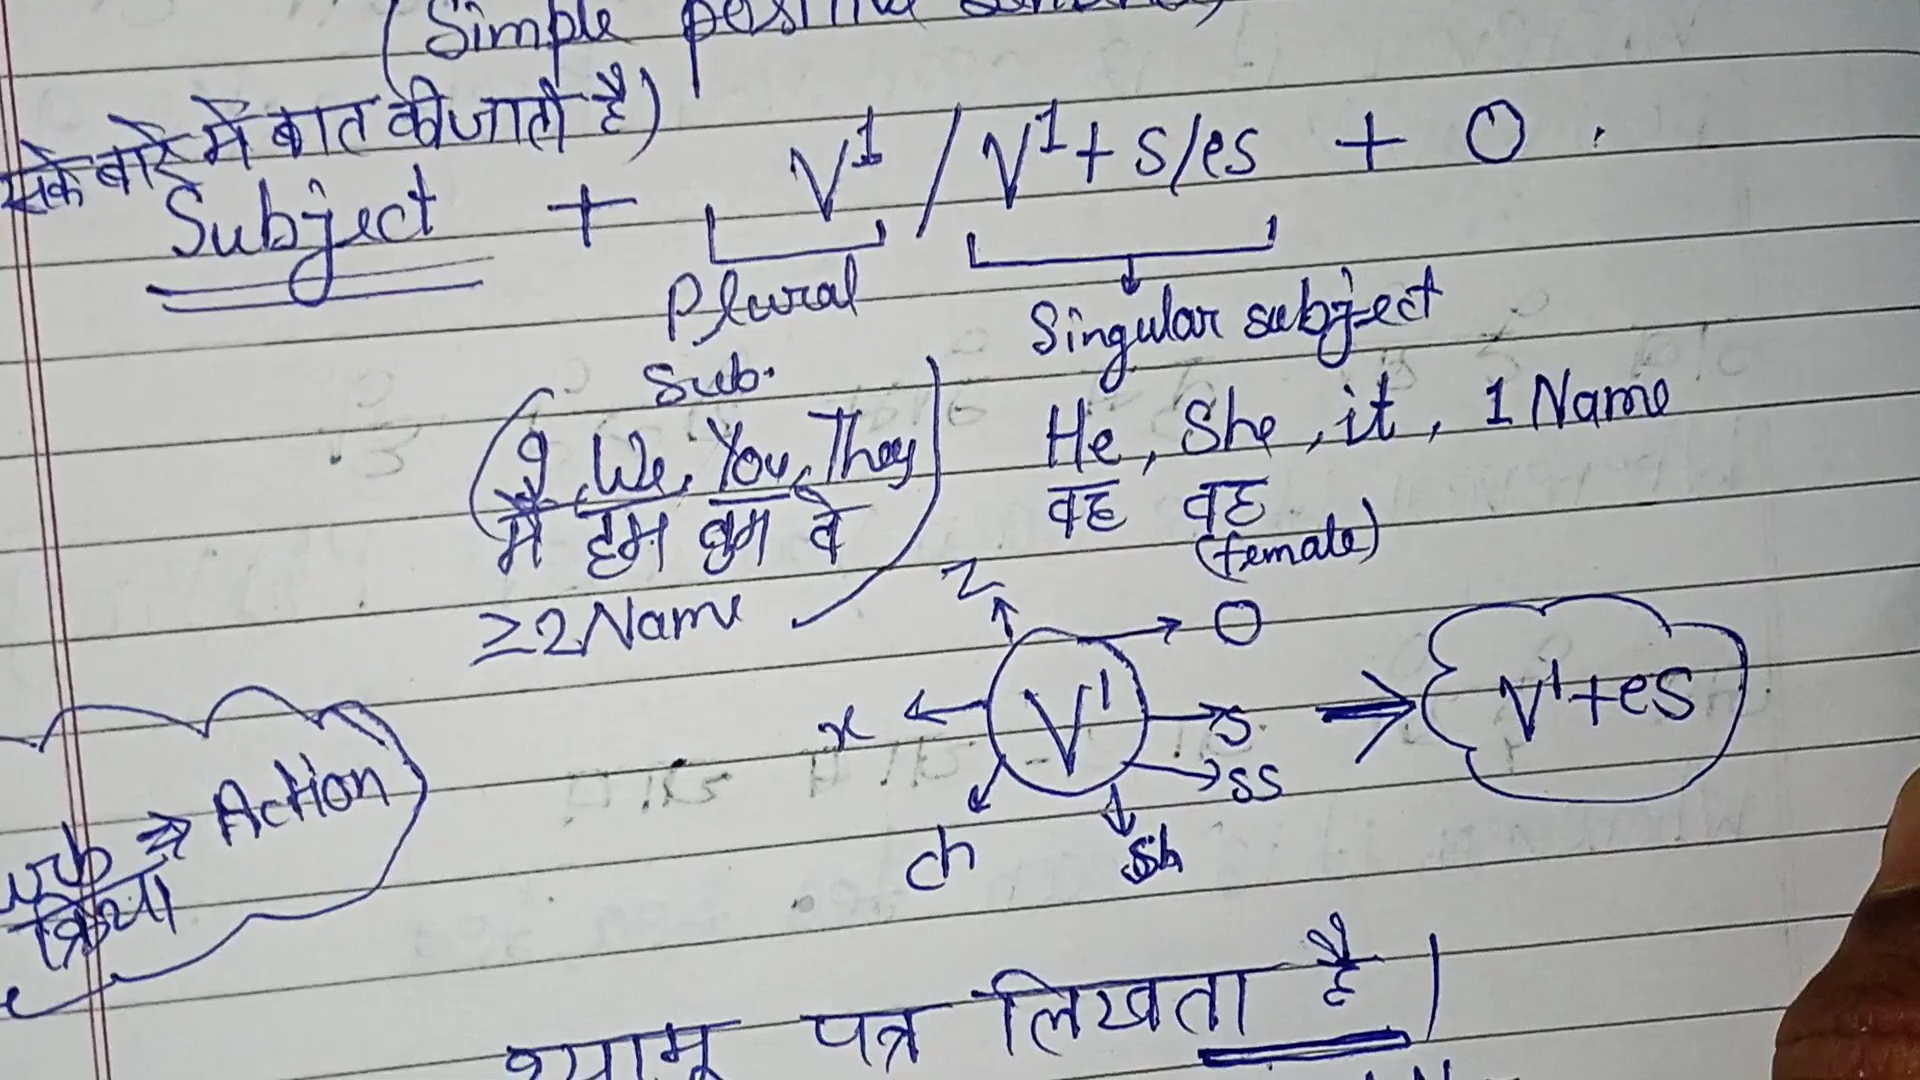 (Simple positive
के बारे में बात की जाती है)
Subject + V¹ / V¹ + s/es + O .
Plural Singular subject
Sub.
(I, We, You, They He, She, it, 1 Name
मैं हम तुम वे) वह वह
(female)
≥2 Name
z O
x V¹ s ⇒ V¹+es
ss
ch sh
⇒ Action
क्रिया
श्यामू पत्र लिखता है।